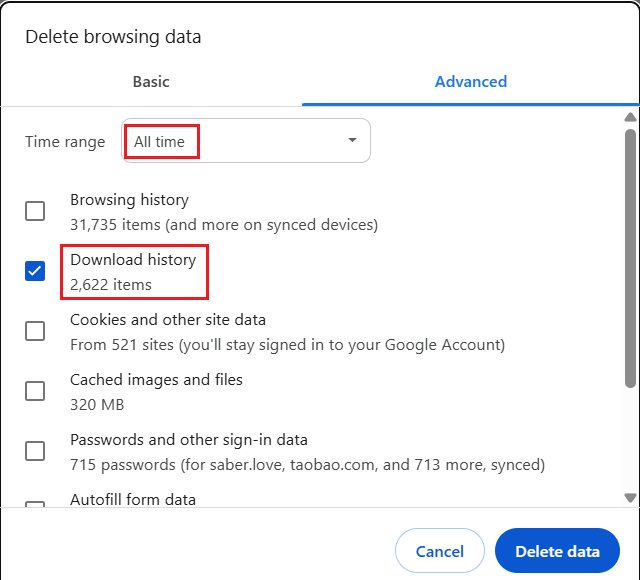 Delete browsing data
Basic
Advanced
Time range
All time
Browsing history
31,735 items (and more on synced devices)
Download history
2,622 items
Cookies and other site data
From 521 sites (you'll stay signed in to your Google Account)
Cached images and files
320 MB
Passwords and other sign-in data
715 passwords (for saber.love, taobao.com, and 713 more, synced)
Autofill form data
Cancel
Delete data